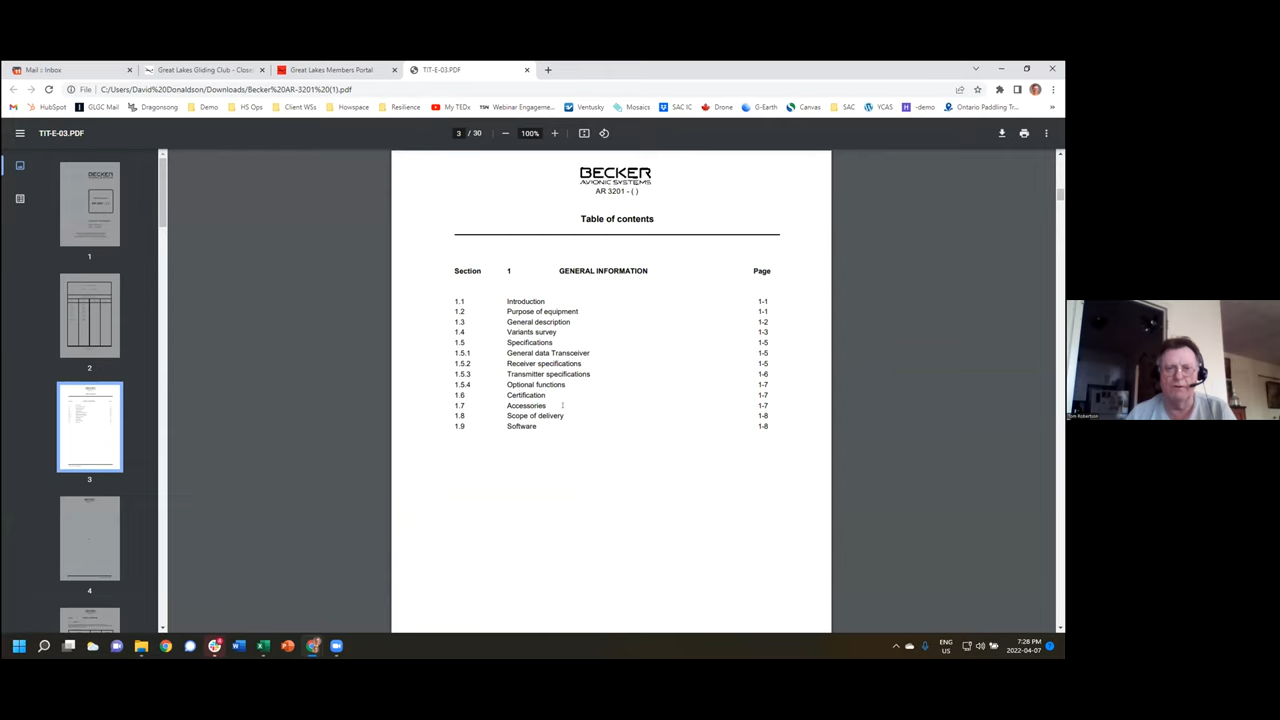 Mail :: Inbox
Great Lakes Gliding Club - Close
Great Lakes Members Portal
TIT-E-03.PDF
File
C:/Users/David%20Donaldson/Downloads/Becker%20AR-3201%20(1).pdf
HubSpot
GLGC Mail
Dragonsong
Demo
HS Ops
Client WSs
Howspace
Resilience
My TEDx
TSN Webinar Engageme...
Ventusky
Mosaics
SAC IC
Drone
G-Earth
Canvas
SAC
YCAS
-demo
Ontario Paddling Tr...
TIT-E-03.PDF
3 / 30
100%
1
2
3
4
BECKER
AVIONIC SYSTEMS
AR 3201 - ( )
Table of contents
Section 1 GENERAL INFORMATION Page
1.1 Introduction 1-1
1.2 Purpose of equipment 1-1
1.3 General description 1-2
1.4 Variants survey 1-3
1.5 Specifications 1-5
1.5.1 General data Transceiver 1-5
1.5.2 Receiver specifications 1-5
1.5.3 Transmitter specifications 1-6
1.5.4 Optional functions 1-7
1.6 Certification 1-7
1.7 Accessories 1-7
1.8 Scope of delivery 1-8
1.9 Software 1-8
Tom Robertson
ENG
US
7:28 PM
2022-04-07